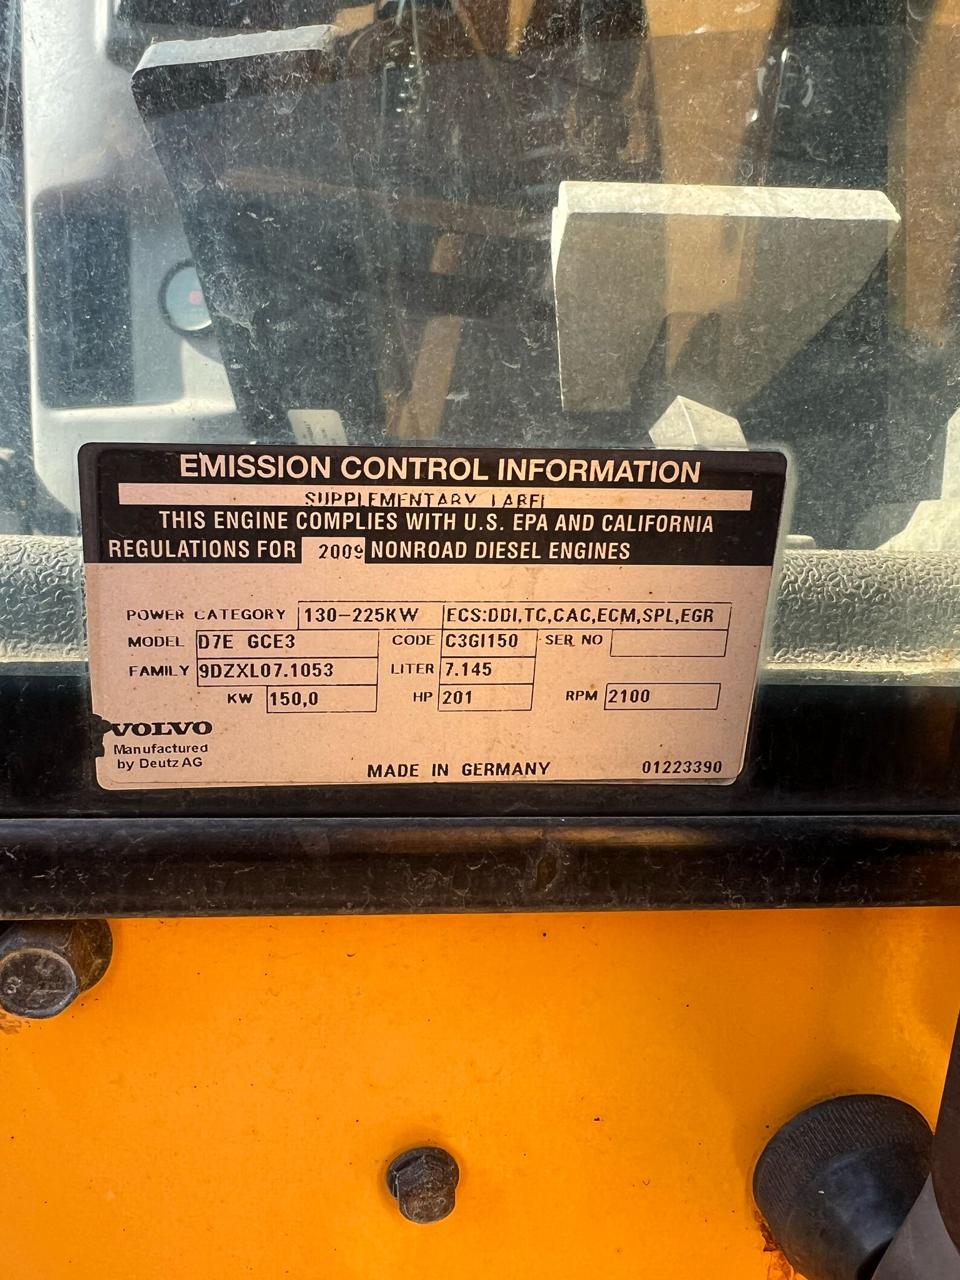 EMISSION CONTROL INFORMATION
SUPPLEMENTARY LABEL
THIS ENGINE COMPLIES WITH U.S. EPA AND CALIFORNIA
REGULATIONS FOR 2009 NONROAD DIESEL ENGINES
POWER CATEGORY 130-225KW ECS:DDI,TC,CAC,ECM,SPL,EGR
MODEL D7E GCE3 CODE C3GI150 SER NO
FAMILY 9DZXL07.1053 LITER 7.145
KW 150,0 HP 201 RPM 2100
VOLVO
Manufactured
by Deutz AG
MADE IN GERMANY 01223390